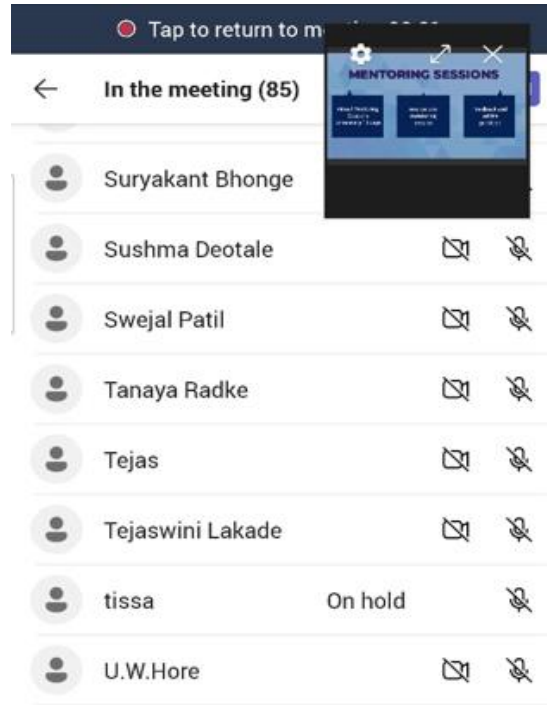 Tap to return to m
In the meeting (85)
MENTORING SESSIONS
Suryakant Bhonge
Sushma Deotale
Swejal Patil
Tanaya Radke
Tejas
Tejaswini Lakade
tissa On hold
U.W.Hore